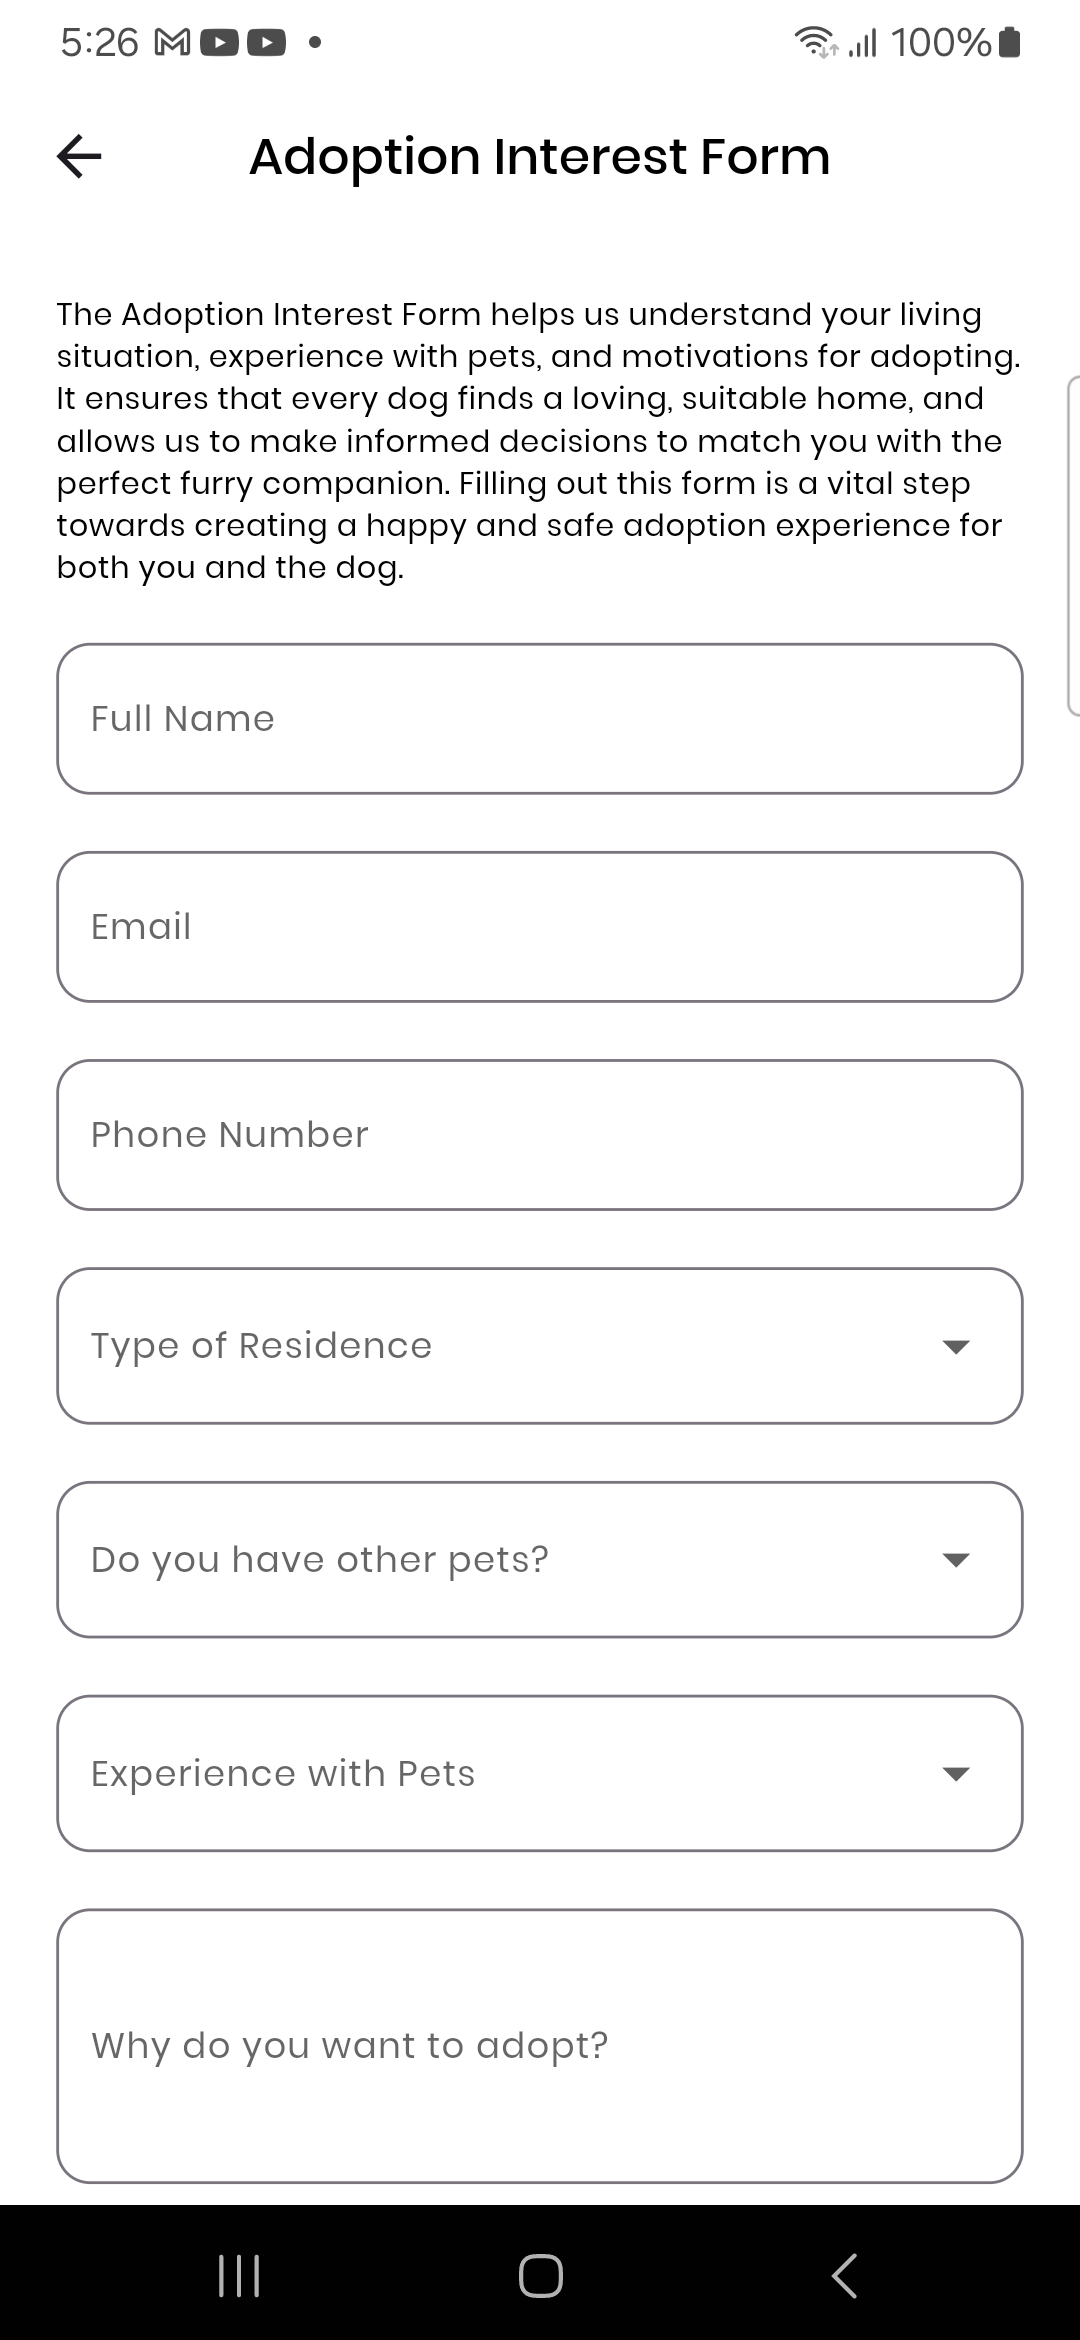 5:26 100%
Adoption Interest Form
The Adoption Interest Form helps us understand your living
situation, experience with pets, and motivations for adopting.
It ensures that every dog finds a loving, suitable home, and
allows us to make informed decisions to match you with the
perfect furry companion. Filling out this form is a vital step
towards creating a happy and safe adoption experience for
both you and the dog.
Full Name
Email
Phone Number
Type of Residence
Do you have other pets?
Experience with Pets
Why do you want to adopt?